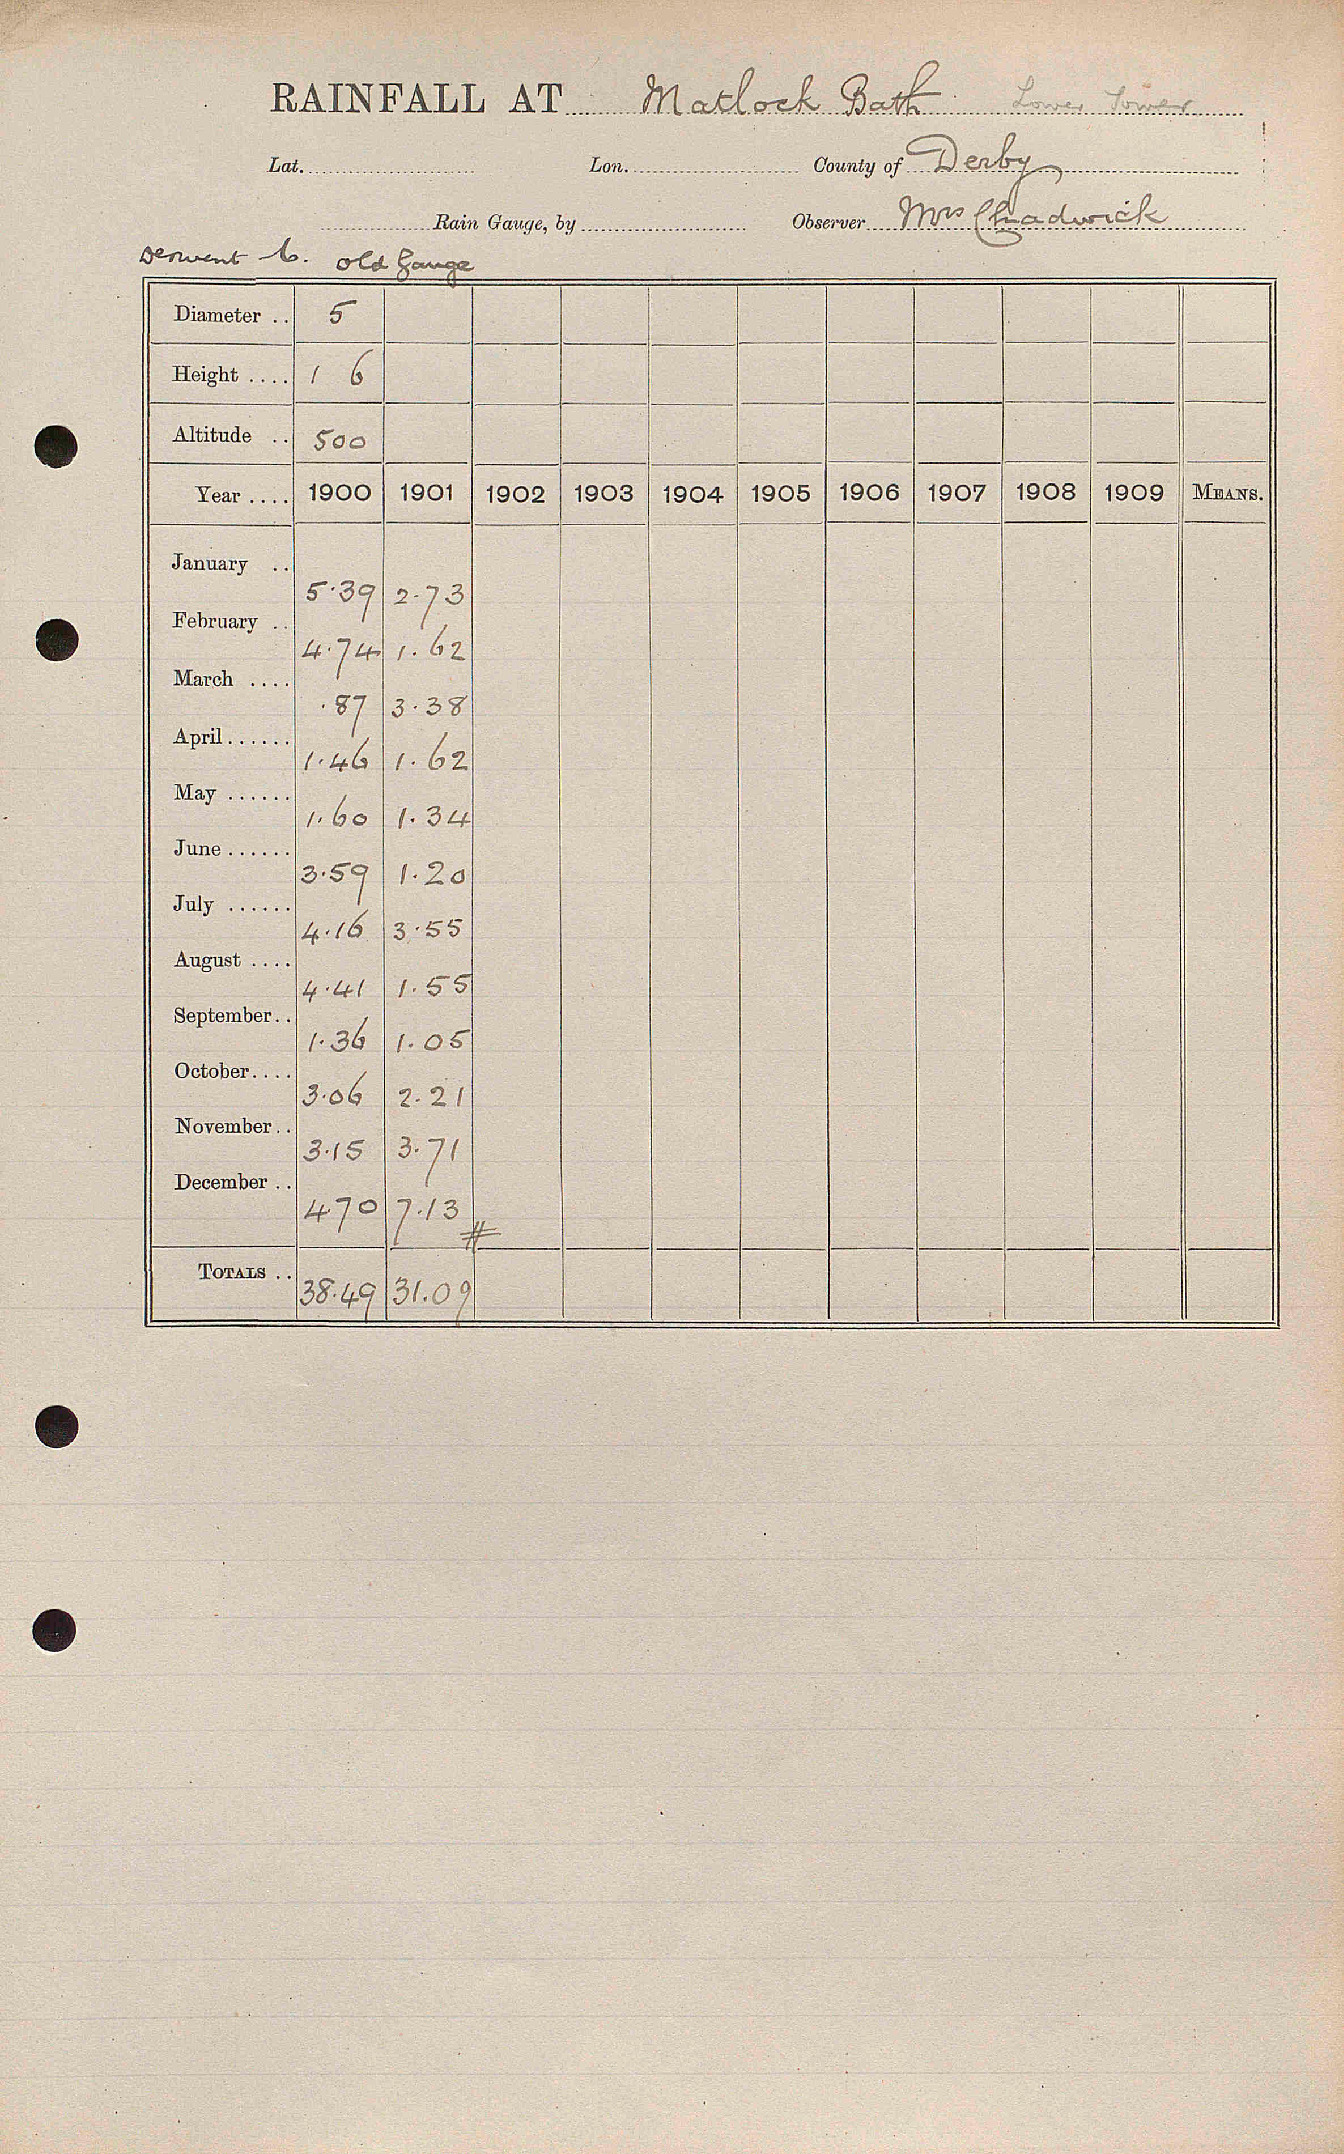 RAINFALL AT Matlock Bath Lower Tower
Lat. Lon. County of Derby
Rain Gauge, by Observer Mrs Chadwick
Derwent b. old Gauge
Diameter .. 5
Height .... 1 6
Altitude .. 500
Year .... 1900 1901 1902 1903 1904 1905 1906 1907 1908 1909 MEANS.
January .. 5.39 2.73
February .. 4.74 1.62
March .... .87 3.38
April ...... 1.46 1.62
May ...... 1.60 1.34
June ...... 3.59 1.20
July ...... 4.16 3.55
August .... 4.41 1.55
September .. 1.36 1.05
October .... 3.06 2.21
November .. 3.15 3.71
December .. 470 7.13 #
TOTALS .. 38.49 31.09